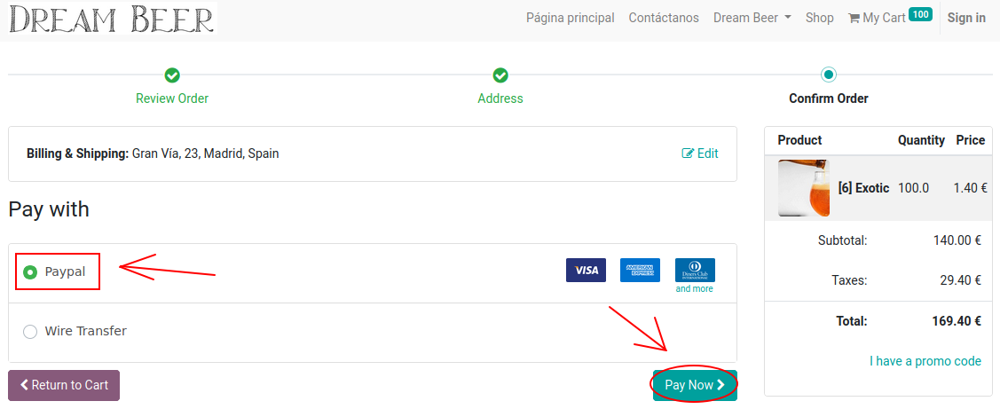 DREAM BEER
Página principal Contáctanos Dream Beer Shop My Cart 100 Sign in
Review Order Address Confirm Order
Billing & Shipping: Gran Vía, 23, Madrid, Spain Edit
Pay with
Paypal
VISA AMERICAN EXPRESS Diners Club INTERNATIONAL
and more
Wire Transfer
Return to Cart Pay Now
Product Quantity Price
[6] Exotic 100.0 1.40 €
Subtotal: 140.00 €
Taxes: 29.40 €
Total: 169.40 €
I have a promo code